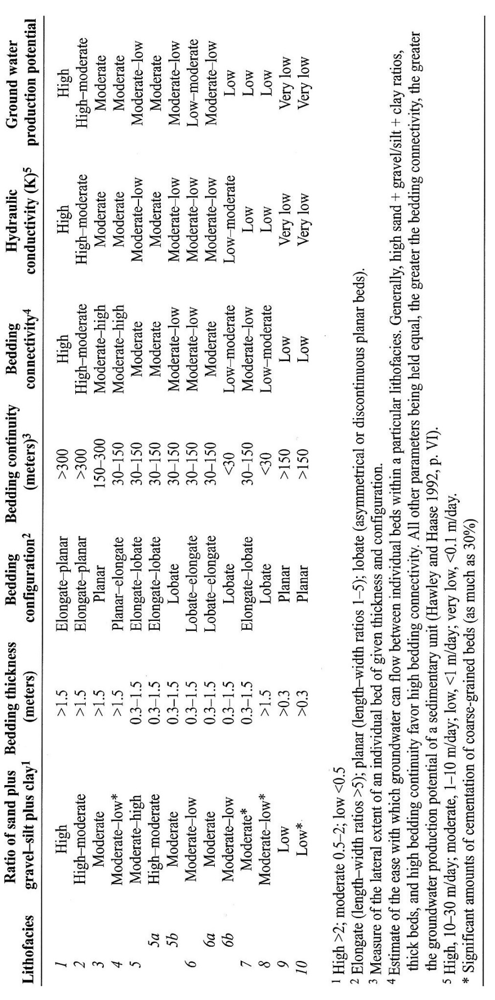 Lithofacies Ratio of sand plus gravel–silt plus clay1 Bedding thickness (meters) Bedding configuration2 Bedding continuity (meters)3 Bedding connectivity4 Hydraulic conductivity (K)5 Ground water production potential
1 High >1.5 Elongate–planar >300 High High High
2 High–moderate >1.5 Elongate–planar >300 High–moderate High–moderate High–moderate
3 Moderate >1.5 Planar 150–300 Moderate–high Moderate Moderate
4 Moderate–low* >1.5 Planar–elongate 30–150 Moderate–high Moderate Moderate
5 Moderate–high 0.3–1.5 Elongate–lobate 30–150 Moderate Moderate–low Moderate–low
5a High–moderate 0.3–1.5 Elongate–lobate 30–150 Moderate Moderate Moderate
5b Moderate 0.3–1.5 Lobate 30–150 Moderate–low Moderate–low Moderate–low
6 Moderate–low 0.3–1.5 Lobate–elongate 30–150 Moderate–low Moderate–low Low–moderate
6a Moderate 0.3–1.5 Lobate–elongate 30–150 Moderate Moderate–low Moderate–low
6b Moderate–low 0.3–1.5 Lobate <30 Low–moderate Low–moderate Low
7 Moderate* 0.3–1.5 Elongate–lobate 30–150 Moderate–low Low Low
8 Moderate–low* >1.5 Lobate <30 Low–moderate Low Low
9 Low >0.3 Planar >150 Low Very low Very low
10 Low* >0.3 Planar >150 Low Very low Very low
1 High >2; moderate 0.5–2; low <0.5
2 Elongate (length–width ratios >5); planar (length–width ratios 1–5); lobate (asymmetrical or discontinuous planar beds).
3 Measure of the lateral extent of an individual bed of given thickness and configuration.
4 Estimate of the ease with which groundwater can flow between individual beds within a particular lithofacies. Generally, high sand + gravel/silt + clay ratios,
thick beds, and high bedding continuity favor high bedding connectivity. All other parameters being held equal, the greater the bedding connectivity, the greater
the groundwater production potential of a sedimentary unit (Hawley and Haase 1992, p. VI).
5 High, 10–30 m/day; moderate, 1–10 m/day; low, <1 m/day; very low, <0.1 m/day.
* Significant amounts of cementation of coarse-grained beds (as much as 30%)